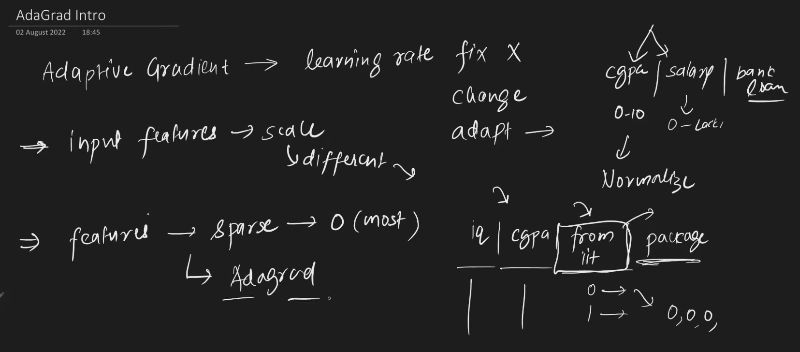 AdaGrad Intro
02 August 2022 18:45
Adaptive Gradient → learning rate fix X
change
adapt →
cgpa | salary | bank loan
0-10
0 - Lacs
Normalize
⇒ input features → scale
↳ different
⇒ features → sparse → 0 (most)
↳ Adagrad
iq | cgpa | from iit | package
0 →
1 → 0,0,0,